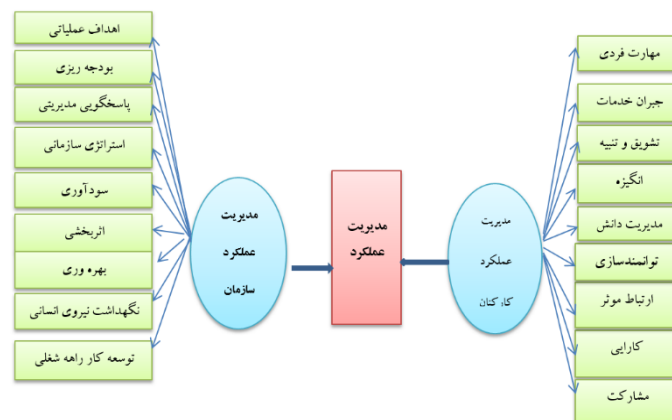 مهارت فردی
جبران خدمات
تشویق و تنبیه
انگیزه
مدیریت دانش
توانمندسازی
ارتباط موثر
کارایی
مشارکت
مدیریت
عملکرد
کارکنان
مدیریت
عملکرد
مدیریت
عملکرد
سازمان
اهداف عملیاتی
بودجه ریزی
پاسخگویی مدیریتی
استراتژی سازمانی
سودآوری
اثربخشی
بهره وری
نگهداشت نیروی انسانی
توسعه کار راهه شغلی